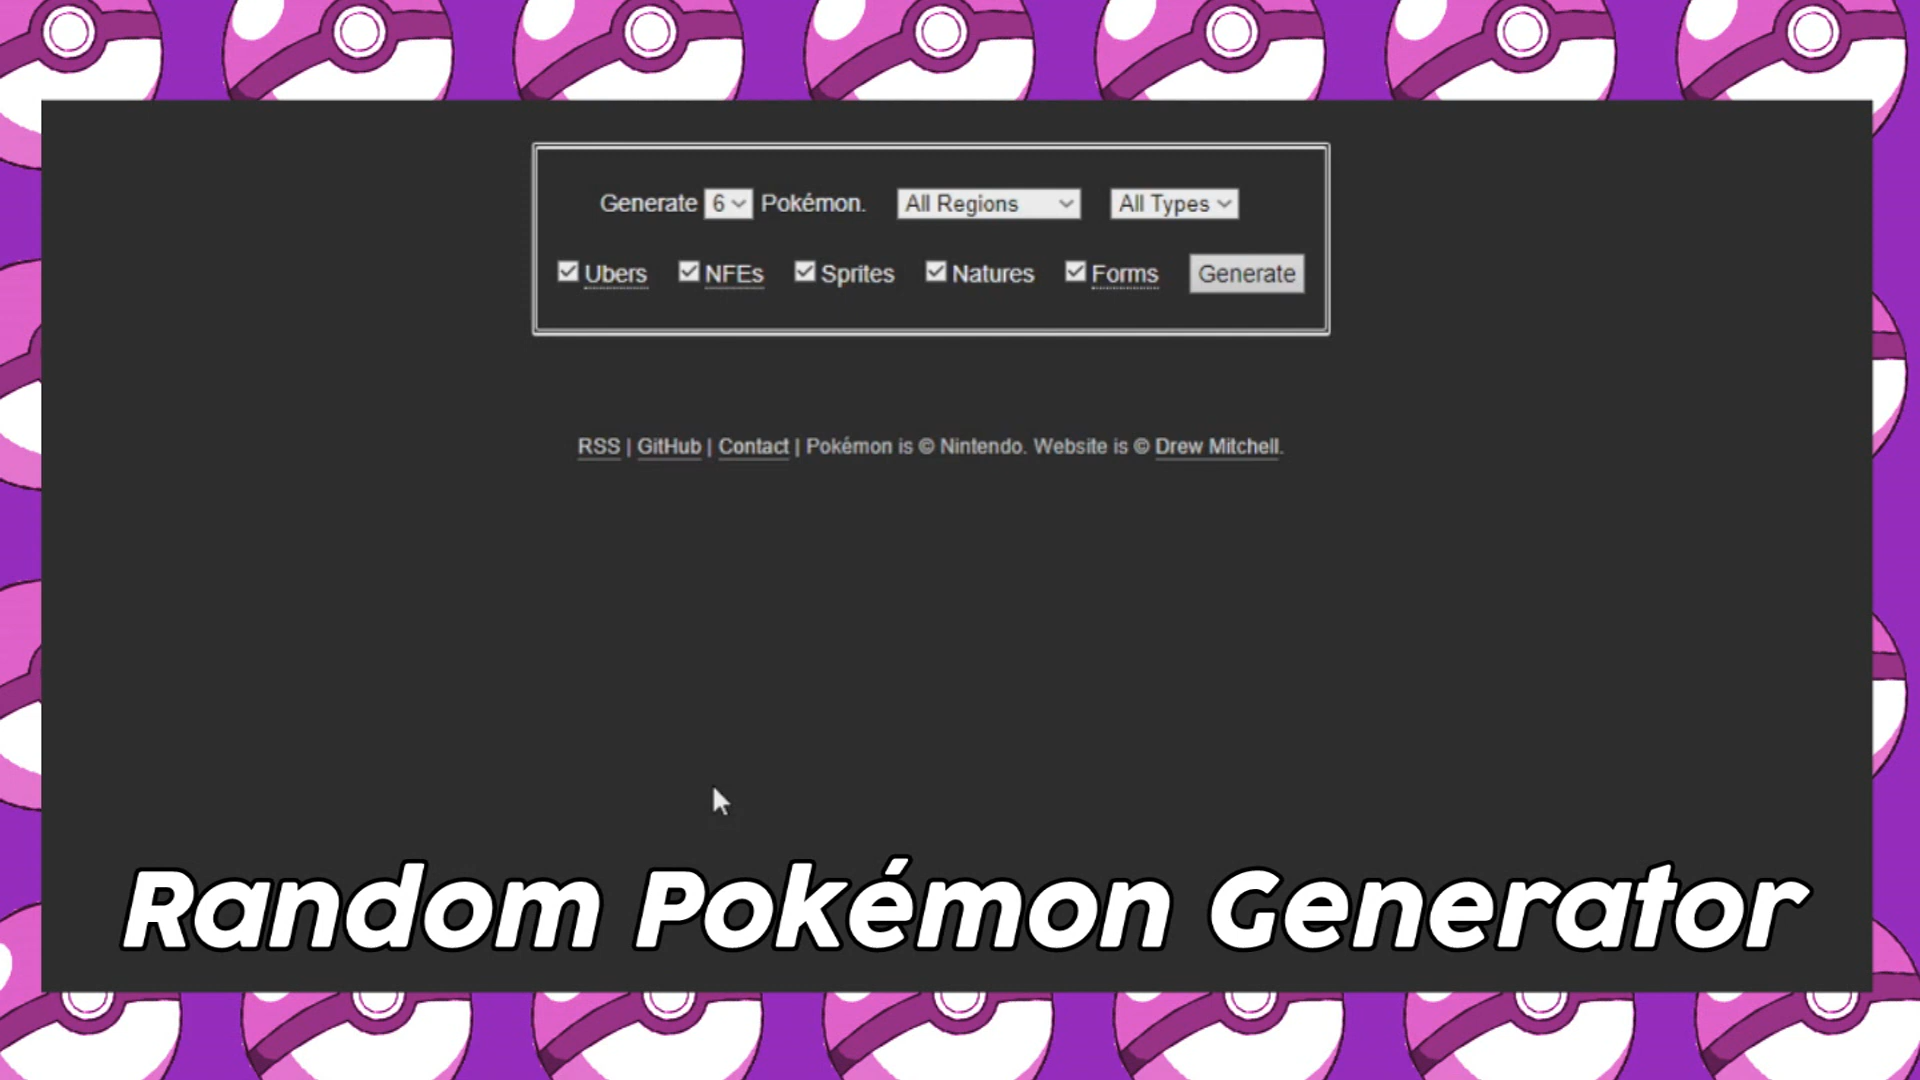 Generate 6 Pokémon. All Regions All Types
Ubers NFEs Sprites Natures Forms Generate
RSS | GitHub | Contact | Pokémon is © Nintendo. Website is © Drew Mitchell.
Random Pokémon Generator